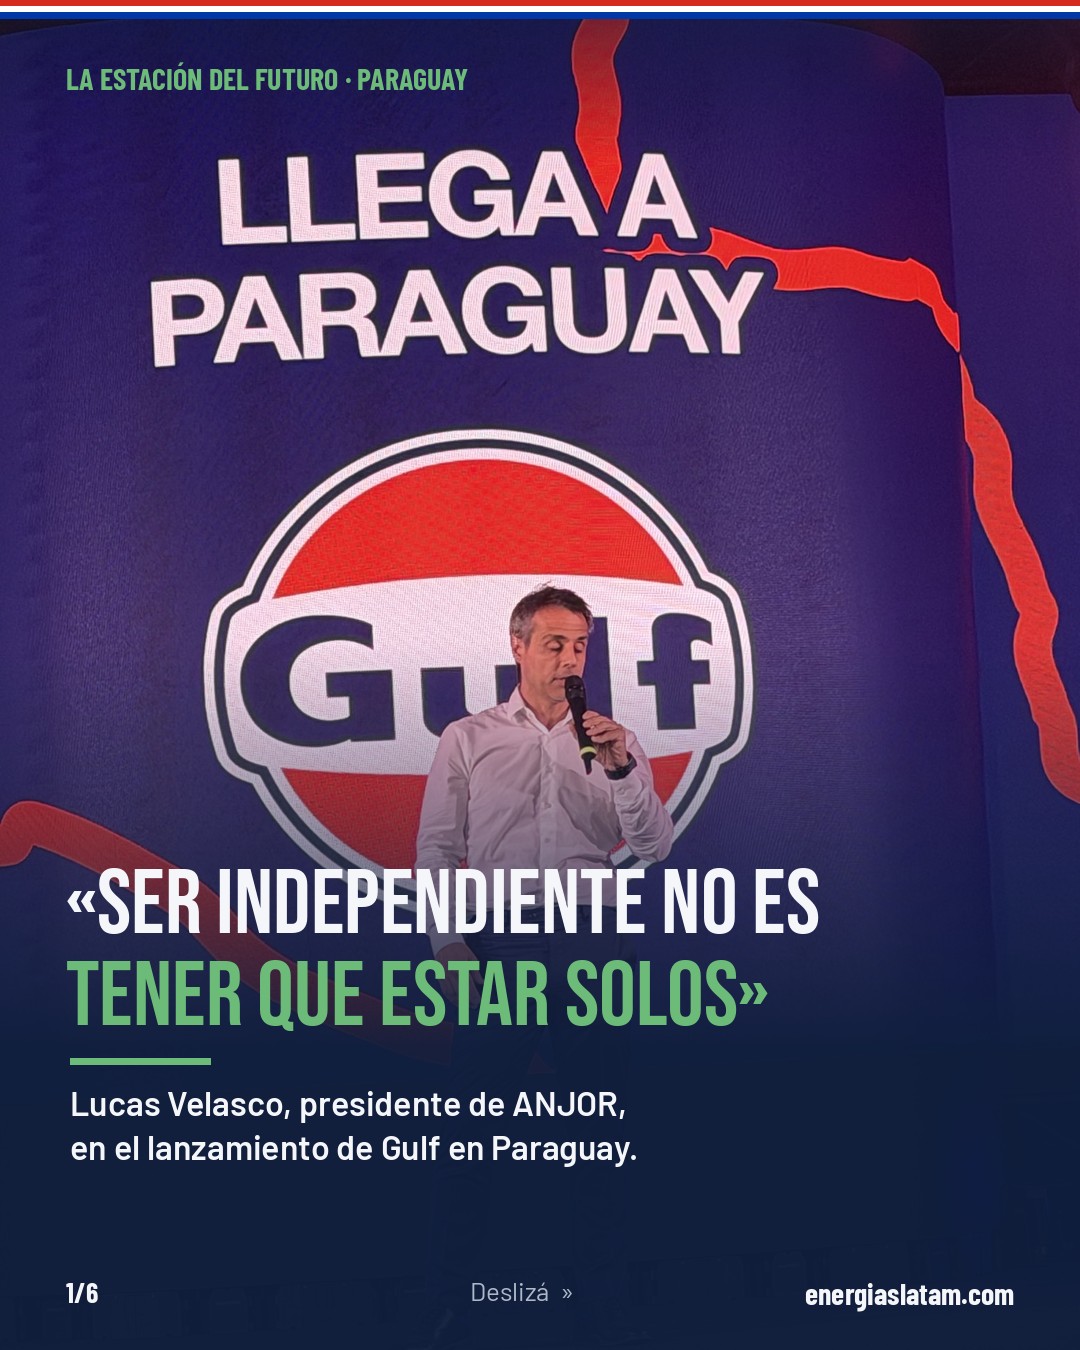 LA ESTACIÓN DEL FUTURO · PARAGUAY
LLEGA A
PARAGUAY
Gulf
«SER INDEPENDIENTE NO ES
TENER QUE ESTAR SOLOS»
Lucas Velasco, presidente de ANJOR,
en el lanzamiento de Gulf en Paraguay.
1/6
Deslizá »
energiaslatam.com